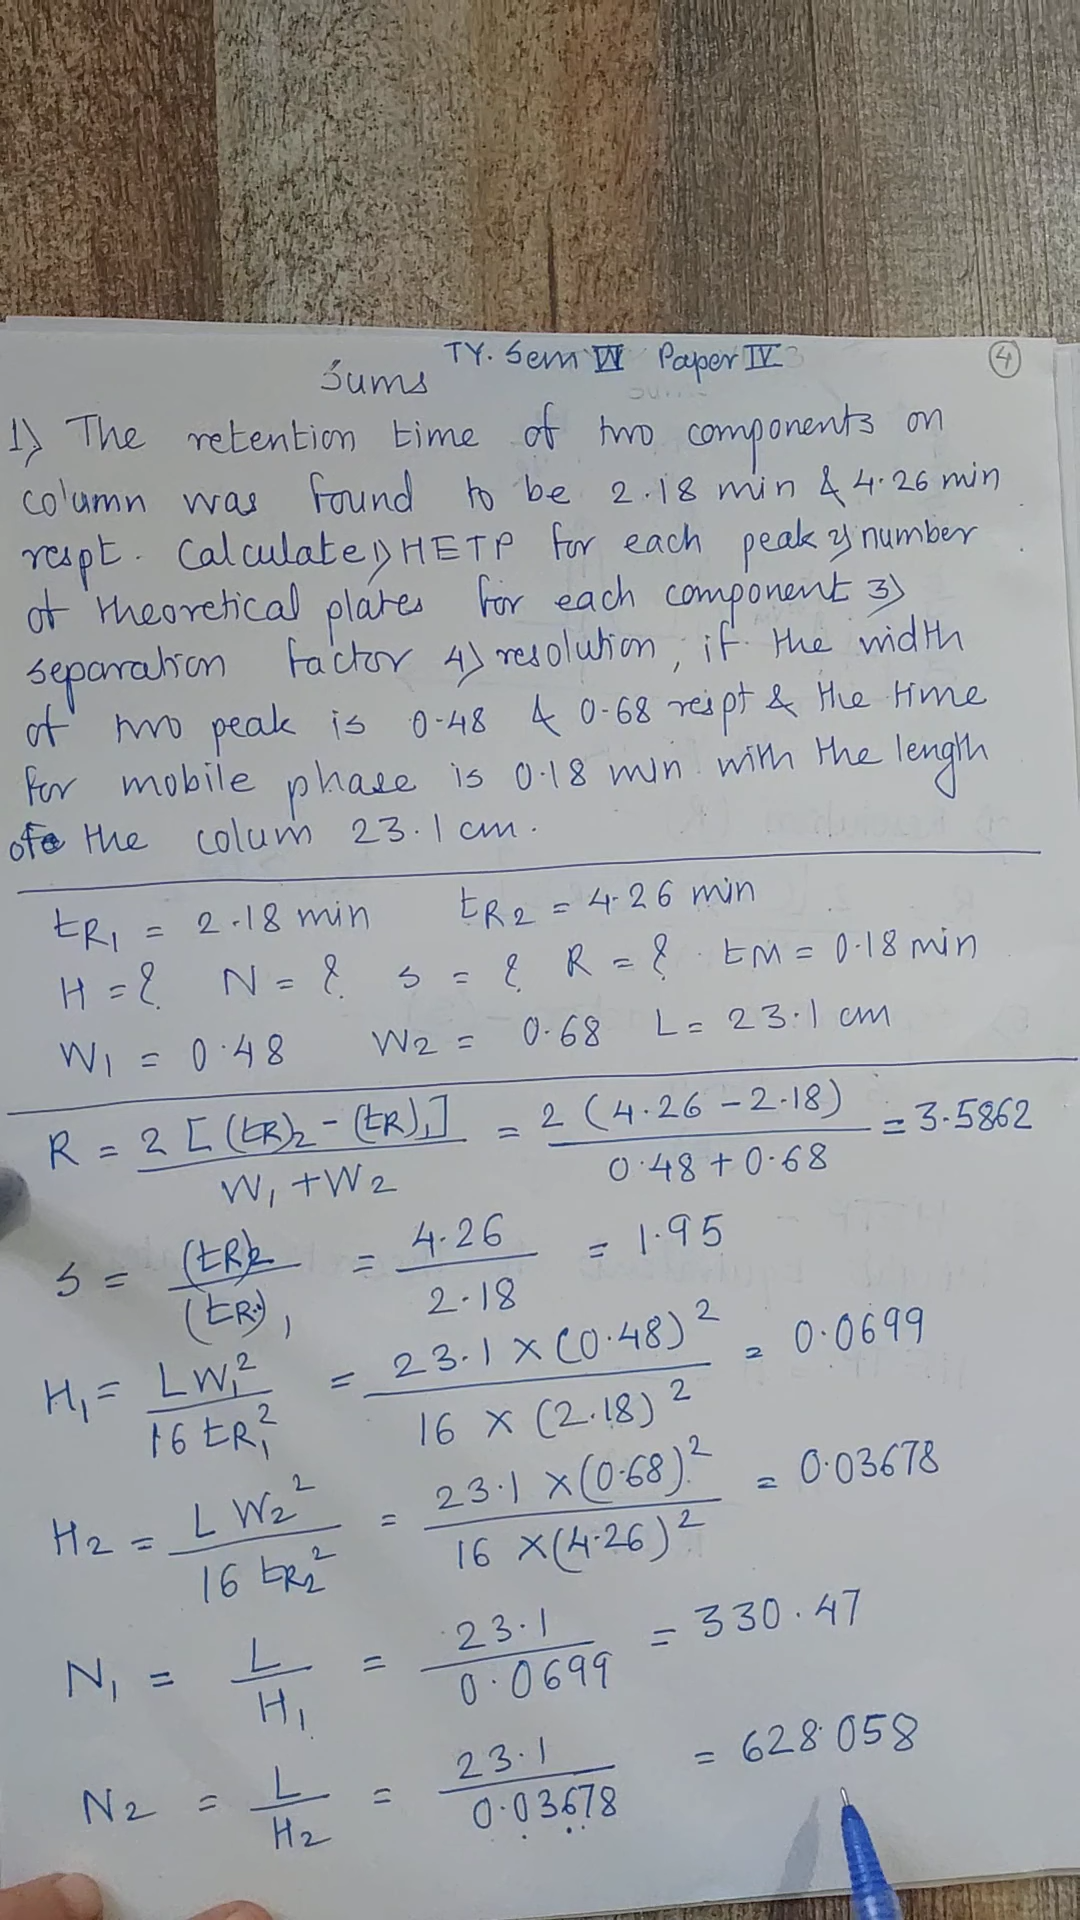 TY. Sem VI Paper IV
4
Sums
1) The retention time of two components on
column was found to be 2.18 min & 4.26 min
respt. Calculate 1) HETP for each peak 2) number
of theoretical plates for each component 3)
separation factor 4) resolution, if the width
of two peak is 0.48 & 0.68 respt & the time
for mobile phase is 0.18 min with the length
of the colum 23.1 cm.
tR1 = 2.18 min tR2 = 4.26 min
H = ? N = ? S = ? R = ? tM = 0.18 min
W1 = 0.48 W2 = 0.68 L = 23.1 cm
R = 2 [(tR)2 - (tR)1] / W1 + W2 = 2 (4.26 - 2.18) / 0.48 + 0.68 = 3.5862
S = (tR)2 / (tR)1 = 4.26 / 2.18 = 1.95
H1 = LW1² / 16 tR1² = 23.1 × (0.48)² / 16 × (2.18)² = 0.0699
H2 = L W2² / 16 tR2² = 23.1 × (0.68)² / 16 × (4.26)² = 0.03678
N1 = L / H1 = 23.1 / 0.0699 = 330.47
N2 = L / H2 = 23.1 / 0.03678 = 628.058